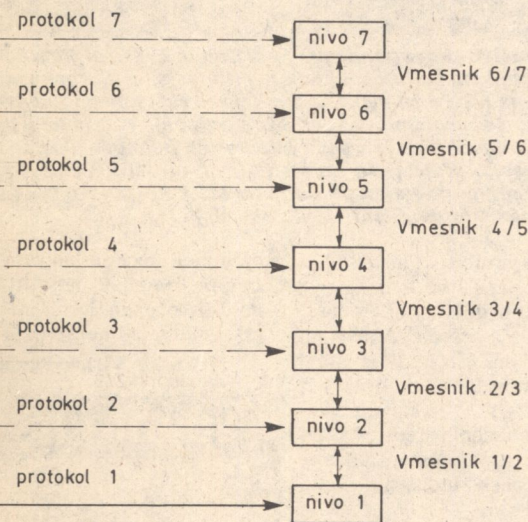 protokol 7
nivo 7
Vmesnik 6/7
protokol 6
nivo 6
Vmesnik 5/6
protokol 5
nivo 5
Vmesnik 4/5
protokol 4
nivo 4
Vmesnik 3/4
protokol 3
nivo 3
Vmesnik 2/3
protokol 2
nivo 2
Vmesnik 1/2
protokol 1
nivo 1